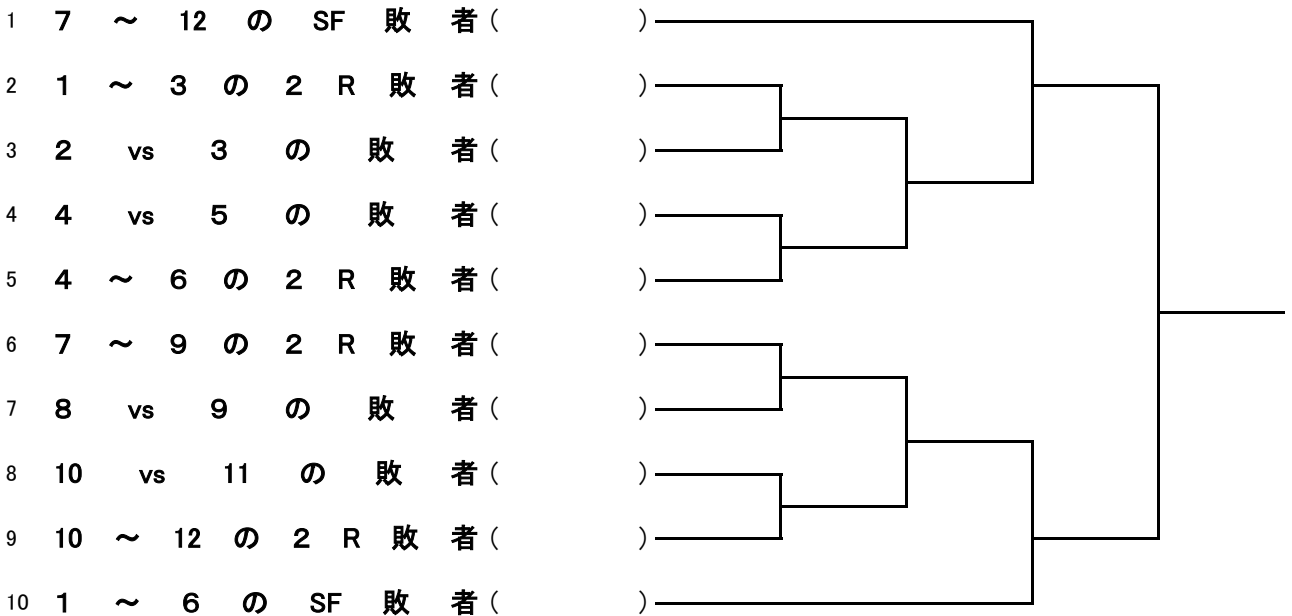 1 7 ～ 12 の SF 敗 者 ( )
2 1 ～ 3 の 2 R 敗 者 ( )
3 2 vs 3 の 敗 者 ( )
4 4 vs 5 の 敗 者 ( )
5 4 ～ 6 の 2 R 敗 者 ( )
6 7 ～ 9 の 2 R 敗 者 ( )
7 8 vs 9 の 敗 者 ( )
8 10 vs 11 の 敗 者 ( )
9 10 ～ 12 の 2 R 敗 者 ( )
10 1 ～ 6 の SF 敗 者 ( )